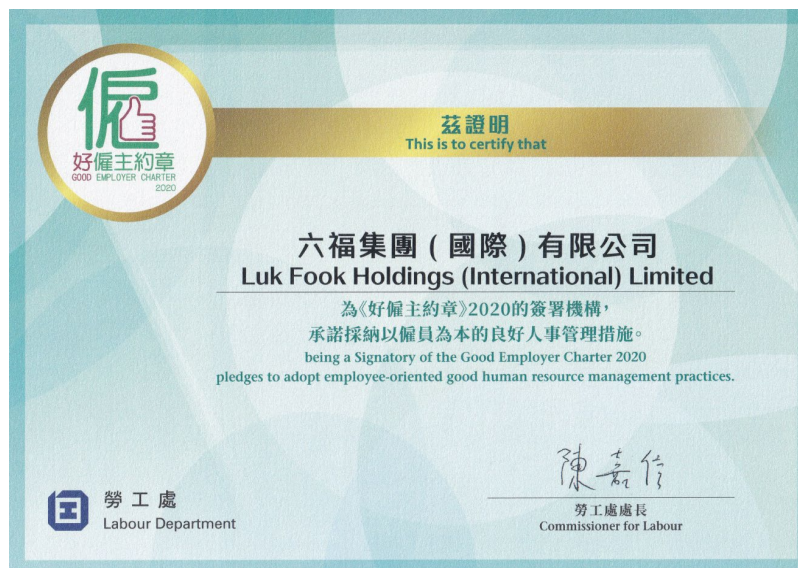 僱
好僱主約章
GOOD EMPLOYER CHARTER
2020
茲證明
This is to certify that
六福集團（國際）有限公司
Luk Fook Holdings (International) Limited
為《好僱主約章》2020的簽署機構，
承諾採納以僱員為本的良好人事管理措施。
being a Signatory of the Good Employer Charter 2020
pledges to adopt employee-oriented good human resource management practices.
陳嘉信
勞工處
Labour Department
勞工處處長
Commissioner for Labour